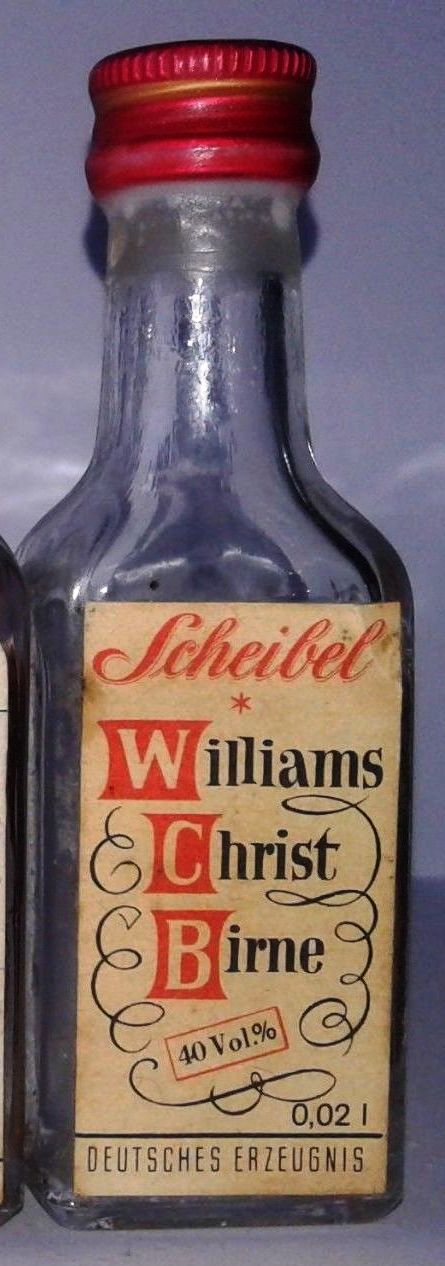 Scheibel
*
Williams
Christ
Birne
40 Vol.%
0,02 l
DEUTSCHES ERZEUGNIS